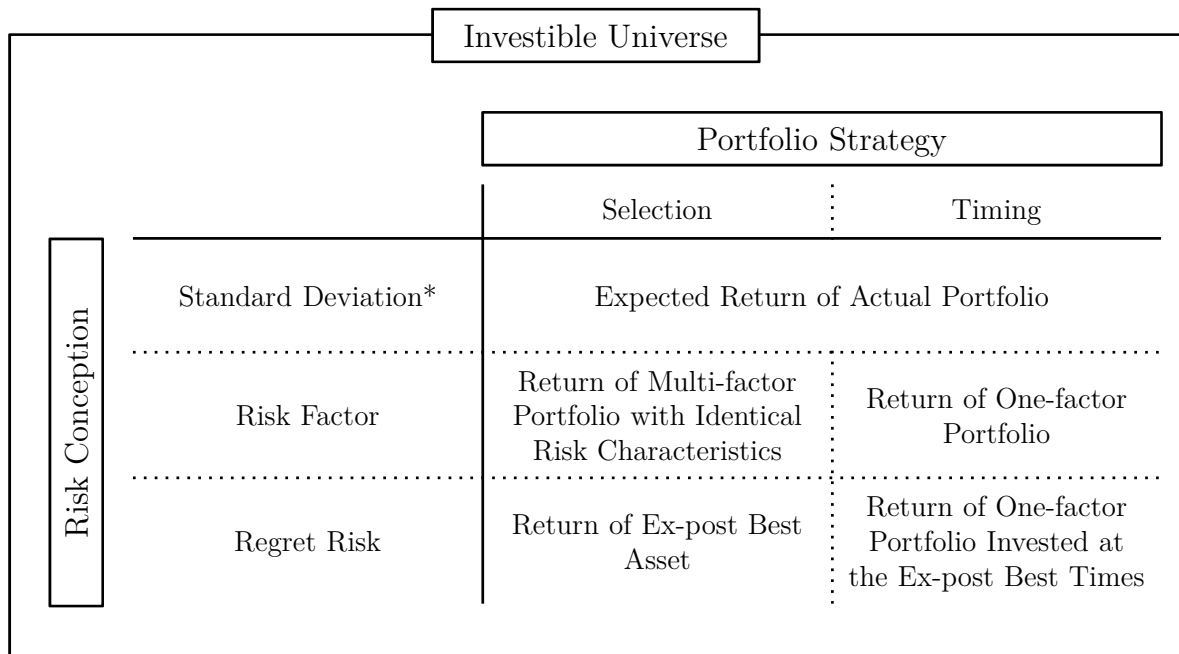 Investible Universe
Portfolio Strategy
Selection
Timing
Risk Conception
Standard Deviation*
Expected Return of Actual Portfolio
Risk Factor
Return of Multi-factor
Portfolio with Identical
Risk Characteristics
Return of One-factor
Portfolio
Regret Risk
Return of Ex-post Best
Asset
Return of One-factor
Portfolio Invested at
the Ex-post Best Times